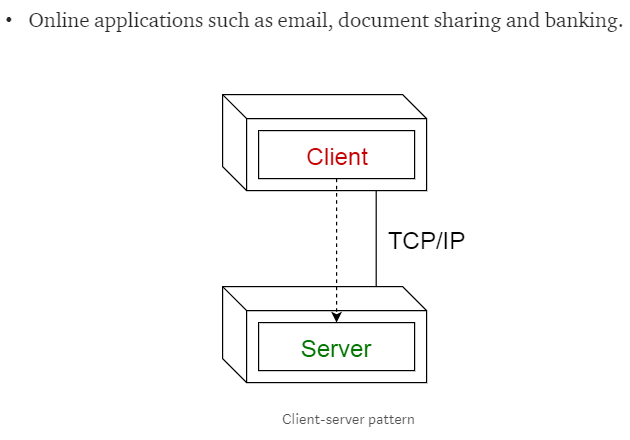 • Online applications such as email, document sharing and banking.
Client
TCP/IP
Server
Client-server pattern